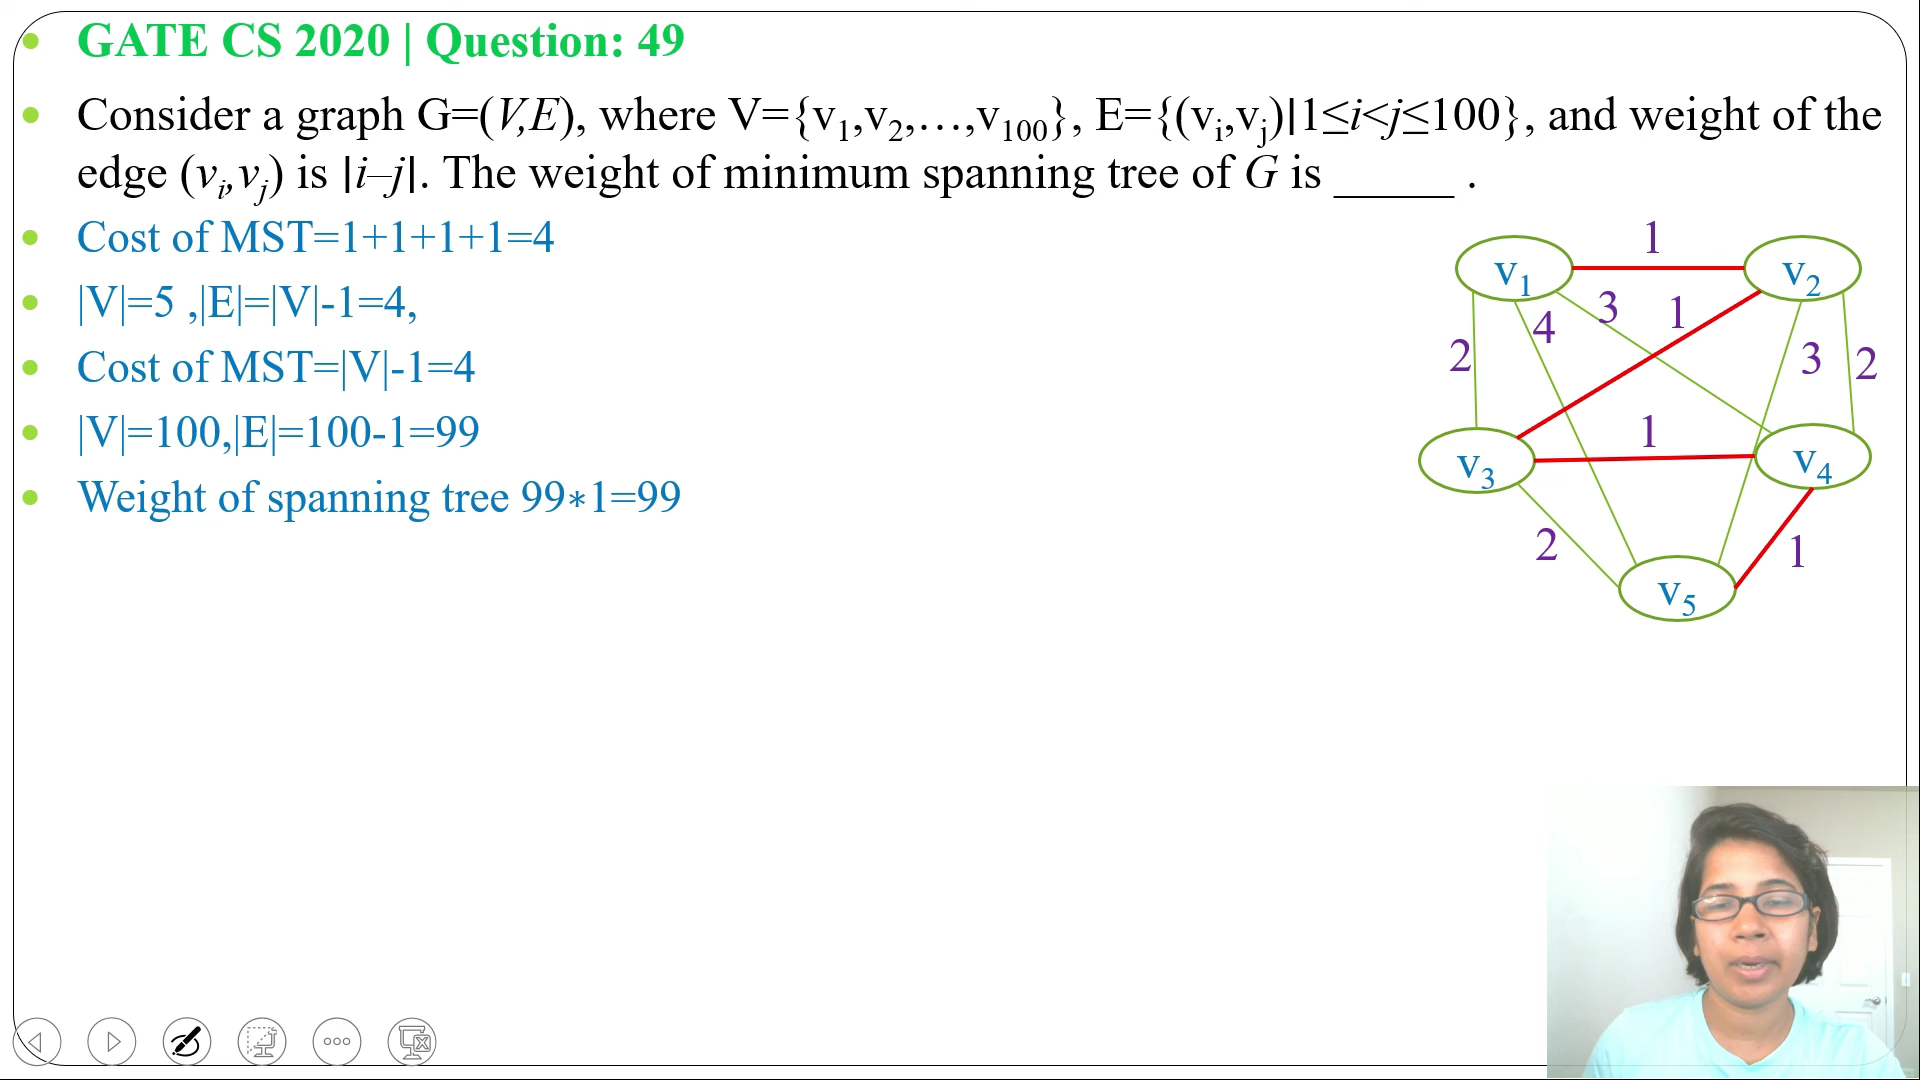 GATE CS 2020 | Question: 49
Consider a graph G=(V,E), where V={v₁,v₂,…,v₁₀₀}, E={(vᵢ,vⱼ)|1≤i<j≤100}, and weight of the
edge (vᵢ,vⱼ) is |i–j|. The weight of minimum spanning tree of G is _____ .
Cost of MST=1+1+1+1=4
|V|=5 ,|E|=|V|-1=4,
Cost of MST=|V|-1=4
|V|=100,|E|=100-1=99
Weight of spanning tree 99*1=99
1
v₁
v₂
3
1
4
2
3
2
1
v₃
v₄
2
1
v₅